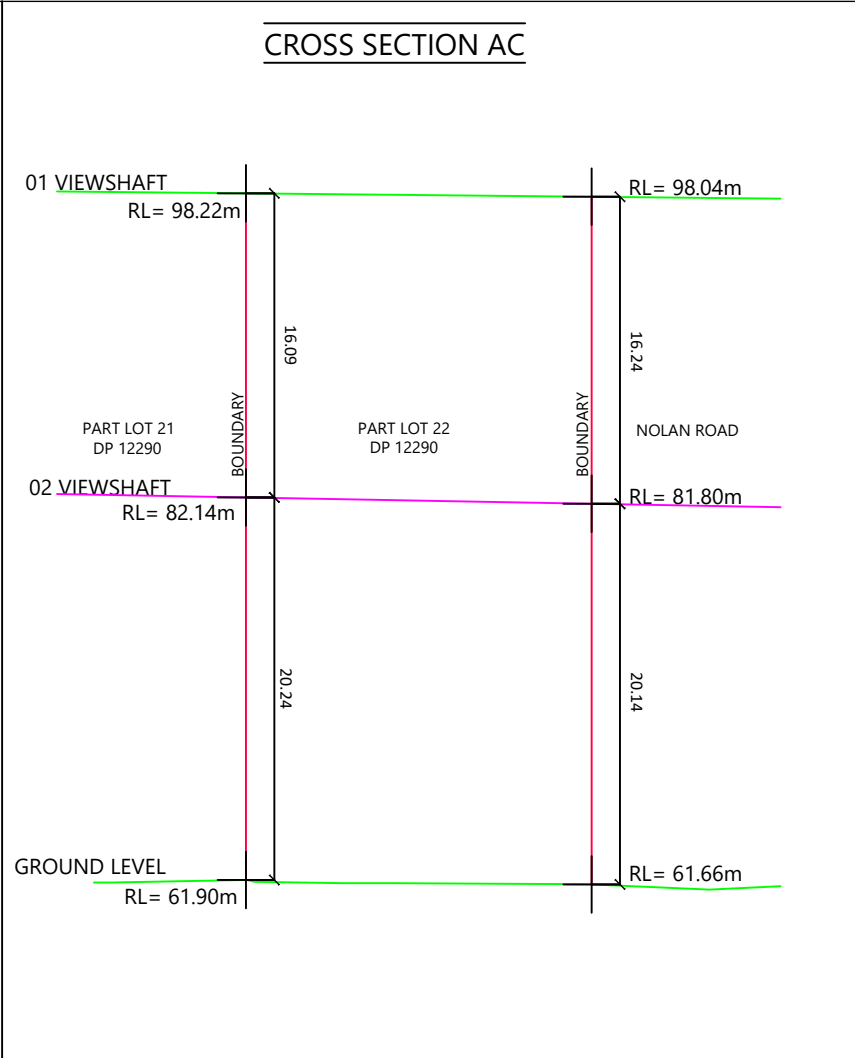 CROSS SECTION AC
01 VIEWSHAFT
RL= 98.22m
RL= 98.04m
16.09
16.24
BOUNDARY
BOUNDARY
PART LOT 21
DP 12290
PART LOT 22
DP 12290
NOLAN ROAD
02 VIEWSHAFT
RL= 82.14m
RL= 81.80m
20.24
20.14
GROUND LEVEL
RL= 61.90m
RL= 61.66m